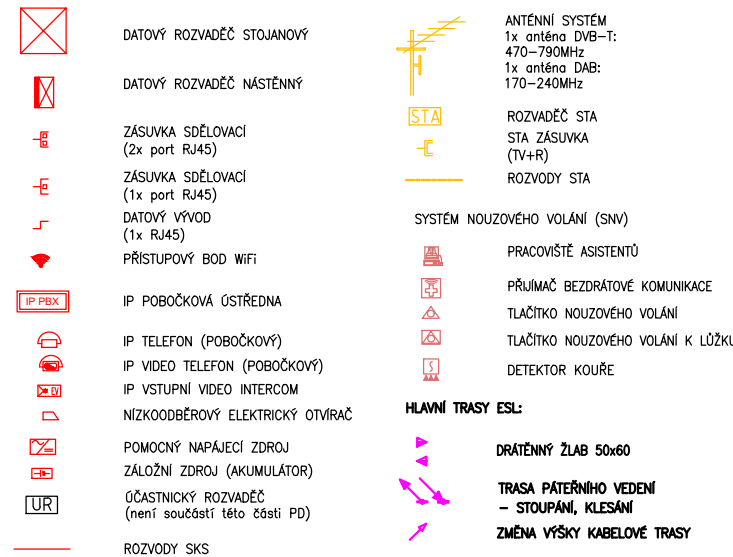 DATOVÝ ROZVADĚČ STOJANOVÝ
DATOVÝ ROZVADĚČ NÁSTĚNNÝ
ZÁSUVKA SDĚLOVACÍ
(2x port RJ45)
ZÁSUVKA SDĚLOVACÍ
(1x port RJ45)
DATOVÝ VÝVOD
(1x RJ45)
PŘÍSTUPOVÝ BOD WiFi
IP PBX
IP POBOČKOVÁ ÚSTŘEDNA
IP TELEFON (POBOČKOVÝ)
IP VIDEO TELEFON (POBOČKOVÝ)
EV
IP VSTUPNÍ VIDEO INTERCOM
NÍZKOODBĚROVÝ ELEKTRICKÝ OTVÍRAČ
POMOCNÝ NAPÁJECÍ ZDROJ
ZÁLOŽNÍ ZDROJ (AKUMULÁTOR)
UR
ÚČASTNICKÝ ROZVADĚČ
(není součástí této části PD)
ROZVODY SKS
ANTÉNNÍ SYSTÉM
1x anténa DVB-T:
470-790MHz
1x anténa DAB:
170-240MHz
STA
ROZVADĚČ STA
STA ZÁSUVKA
(TV+R)
ROZVODY STA
SYSTÉM NOUZOVÉHO VOLÁNÍ (SNV)
PRACOVIŠTĚ ASISTENTŮ
PŘIJÍMAČ BEZDRÁTOVÉ KOMUNIKACE
TLAČÍTKO NOUZOVÉHO VOLÁNÍ
TLAČÍTKO NOUZOVÉHO VOLÁNÍ K LŮŽKU
DETEKTOR KOUŘE
HLAVNÍ TRASY ESL:
DRÁTĚNNÝ ŽLAB 50x60
TRASA PÁTEŘNÍHO VEDENÍ
- STOUPÁNÍ, KLESÁNÍ
ZMĚNA VÝŠKY KABELOVÉ TRASY